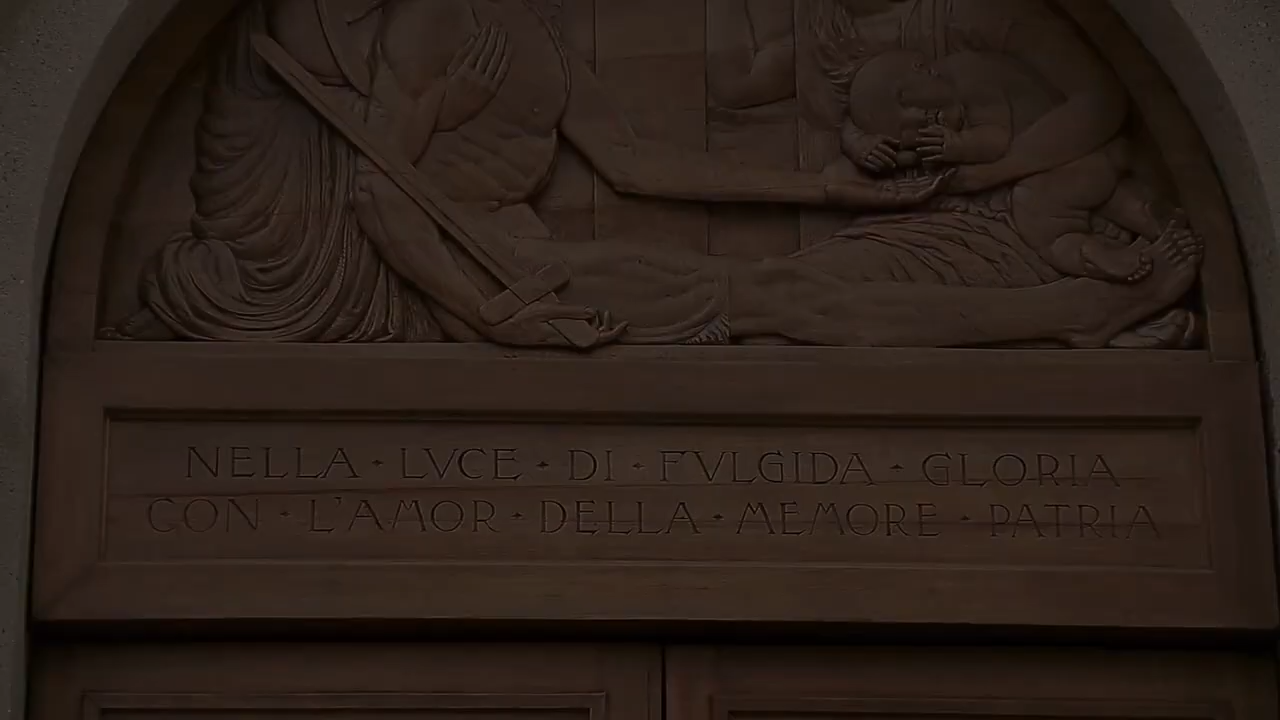 NELLA · LVCE · DI · FVLGIDA · GLORIA
CON · L'AMOR · DELLA · MEMORE · PATRIA